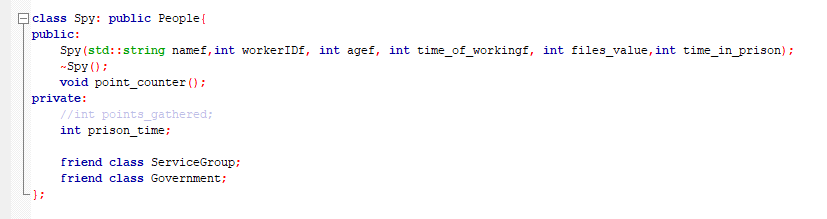 class Spy: public People{
public:
    Spy(std::string namef,int workerIDf, int agef, int time_of_workingf, int files_value,int time_in_prison);
    ~Spy();
    void point_counter();
private:
    //int points_gathered;
    int prison_time;

    friend class ServiceGroup;
    friend class Government;
};